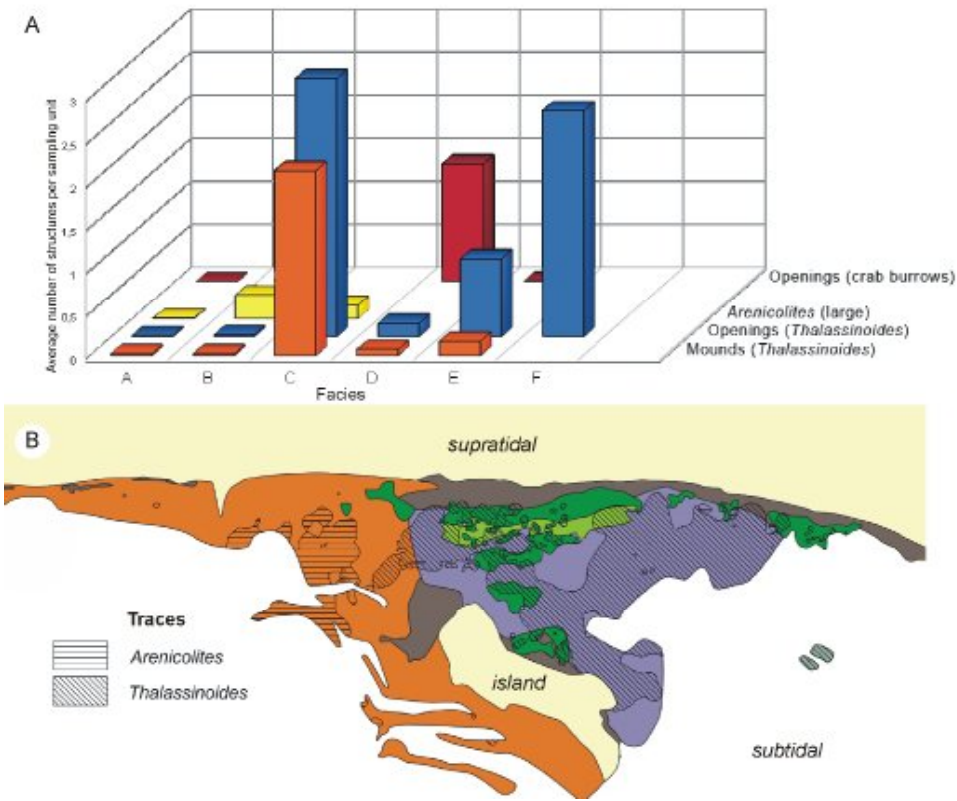 A
Average number of structures per sampling unit
3
2,5
2
1,5
1
0,5
0
A B C D E F
Facies
Openings (crab burrows)
Arenicolites (large)
Openings (Thalassinoides)
Mounds (Thalassinoides)
B
supratidal
Traces
Arenicolites
Thalassinoides
island
subtidal